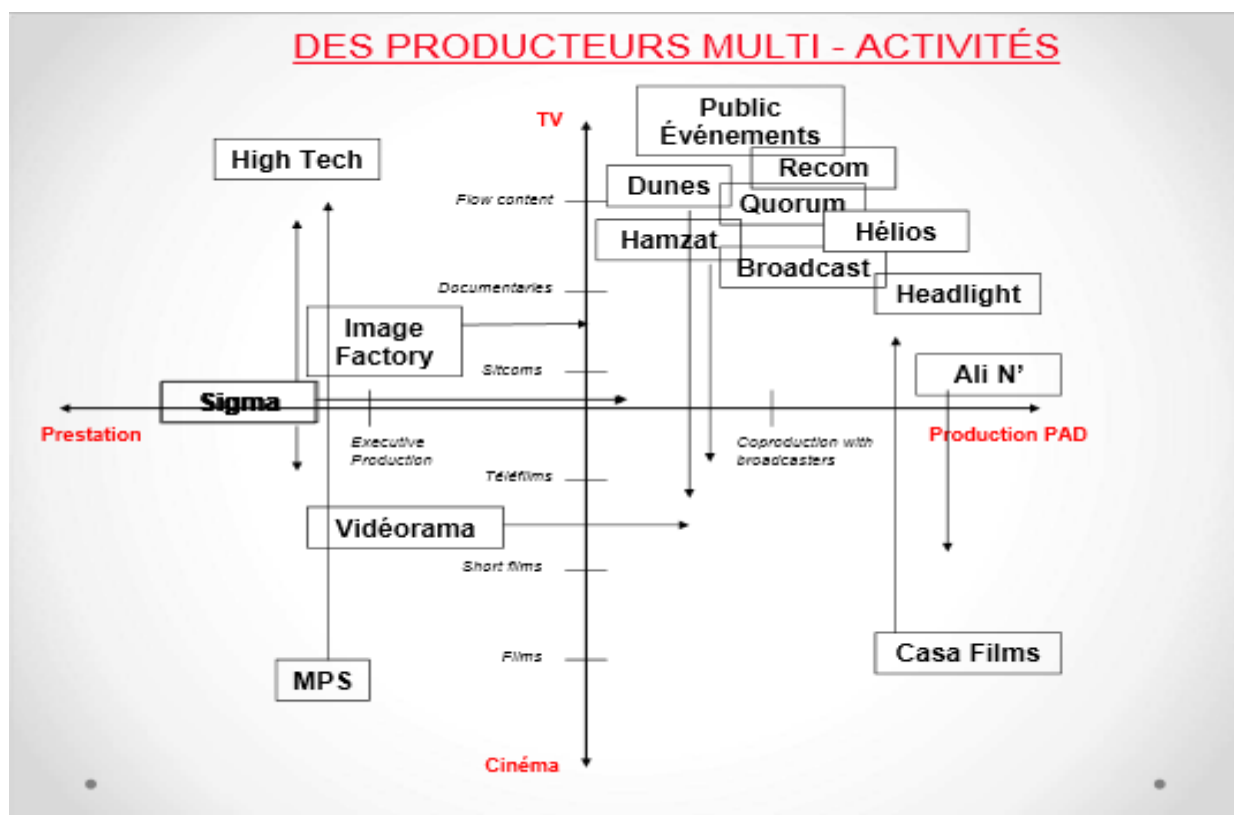 DES PRODUCTEURS MULTI - ACTIVITÉS
TV
Public
Événements
High Tech
Recom
Dunes
Flow content
Quorum
Hamzat
Hélios
Broadcast
Documentaries
Headlight
Image
Factory
Sitcoms
Ali N'
Sigma
Prestation
Executive
Production
Coproduction with
broadcasters
Production PAD
Téléfilms
Vidéorama
Short films
Films
Casa Films
MPS
Cinéma